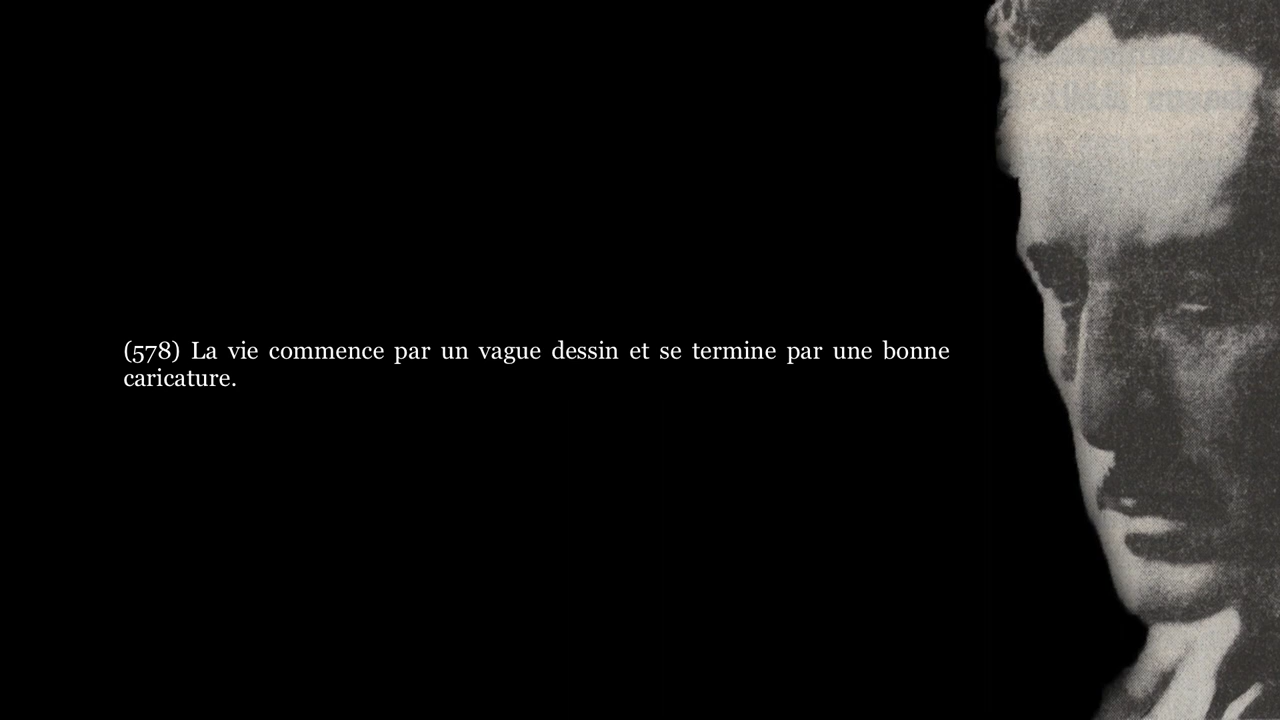 (578) La vie commence par un vague dessin et se termine par une bonne
caricature.